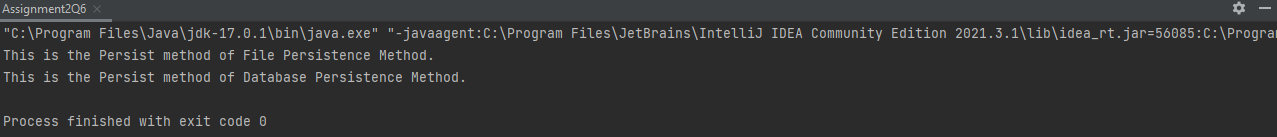 Assignment2Q6
"C:\Program Files\Java\jdk-17.0.1\bin\java.exe" "-javaagent:C:\Program Files\JetBrains\IntelliJ IDEA Community Edition 2021.3.1\lib\idea_rt.jar=56085:C:\Program
This is the Persist method of File Persistence Method.
This is the Persist method of Database Persistence Method.
Process finished with exit code 0